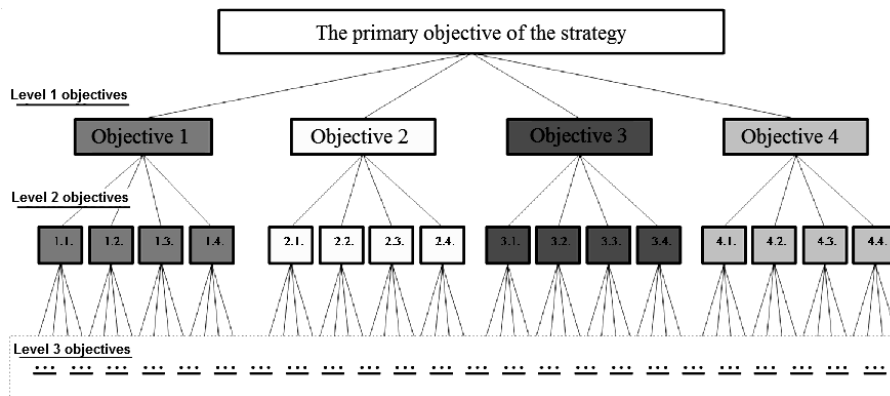 The primary objective of the strategy
Level 1 objectives
Objective 1 Objective 2 Objective 3 Objective 4
Level 2 objectives
1.1. 1.2. 1.3. 1.4. 2.1. 2.2. 2.3. 2.4. 3.1. 3.2. 3.3. 3.4. 4.1. 4.2. 4.3. 4.4.
Level 3 objectives
... ... ... ... ... ... ... ... ... ... ... ... ... ... ... ... ... ... ... ... ... ... ... ...